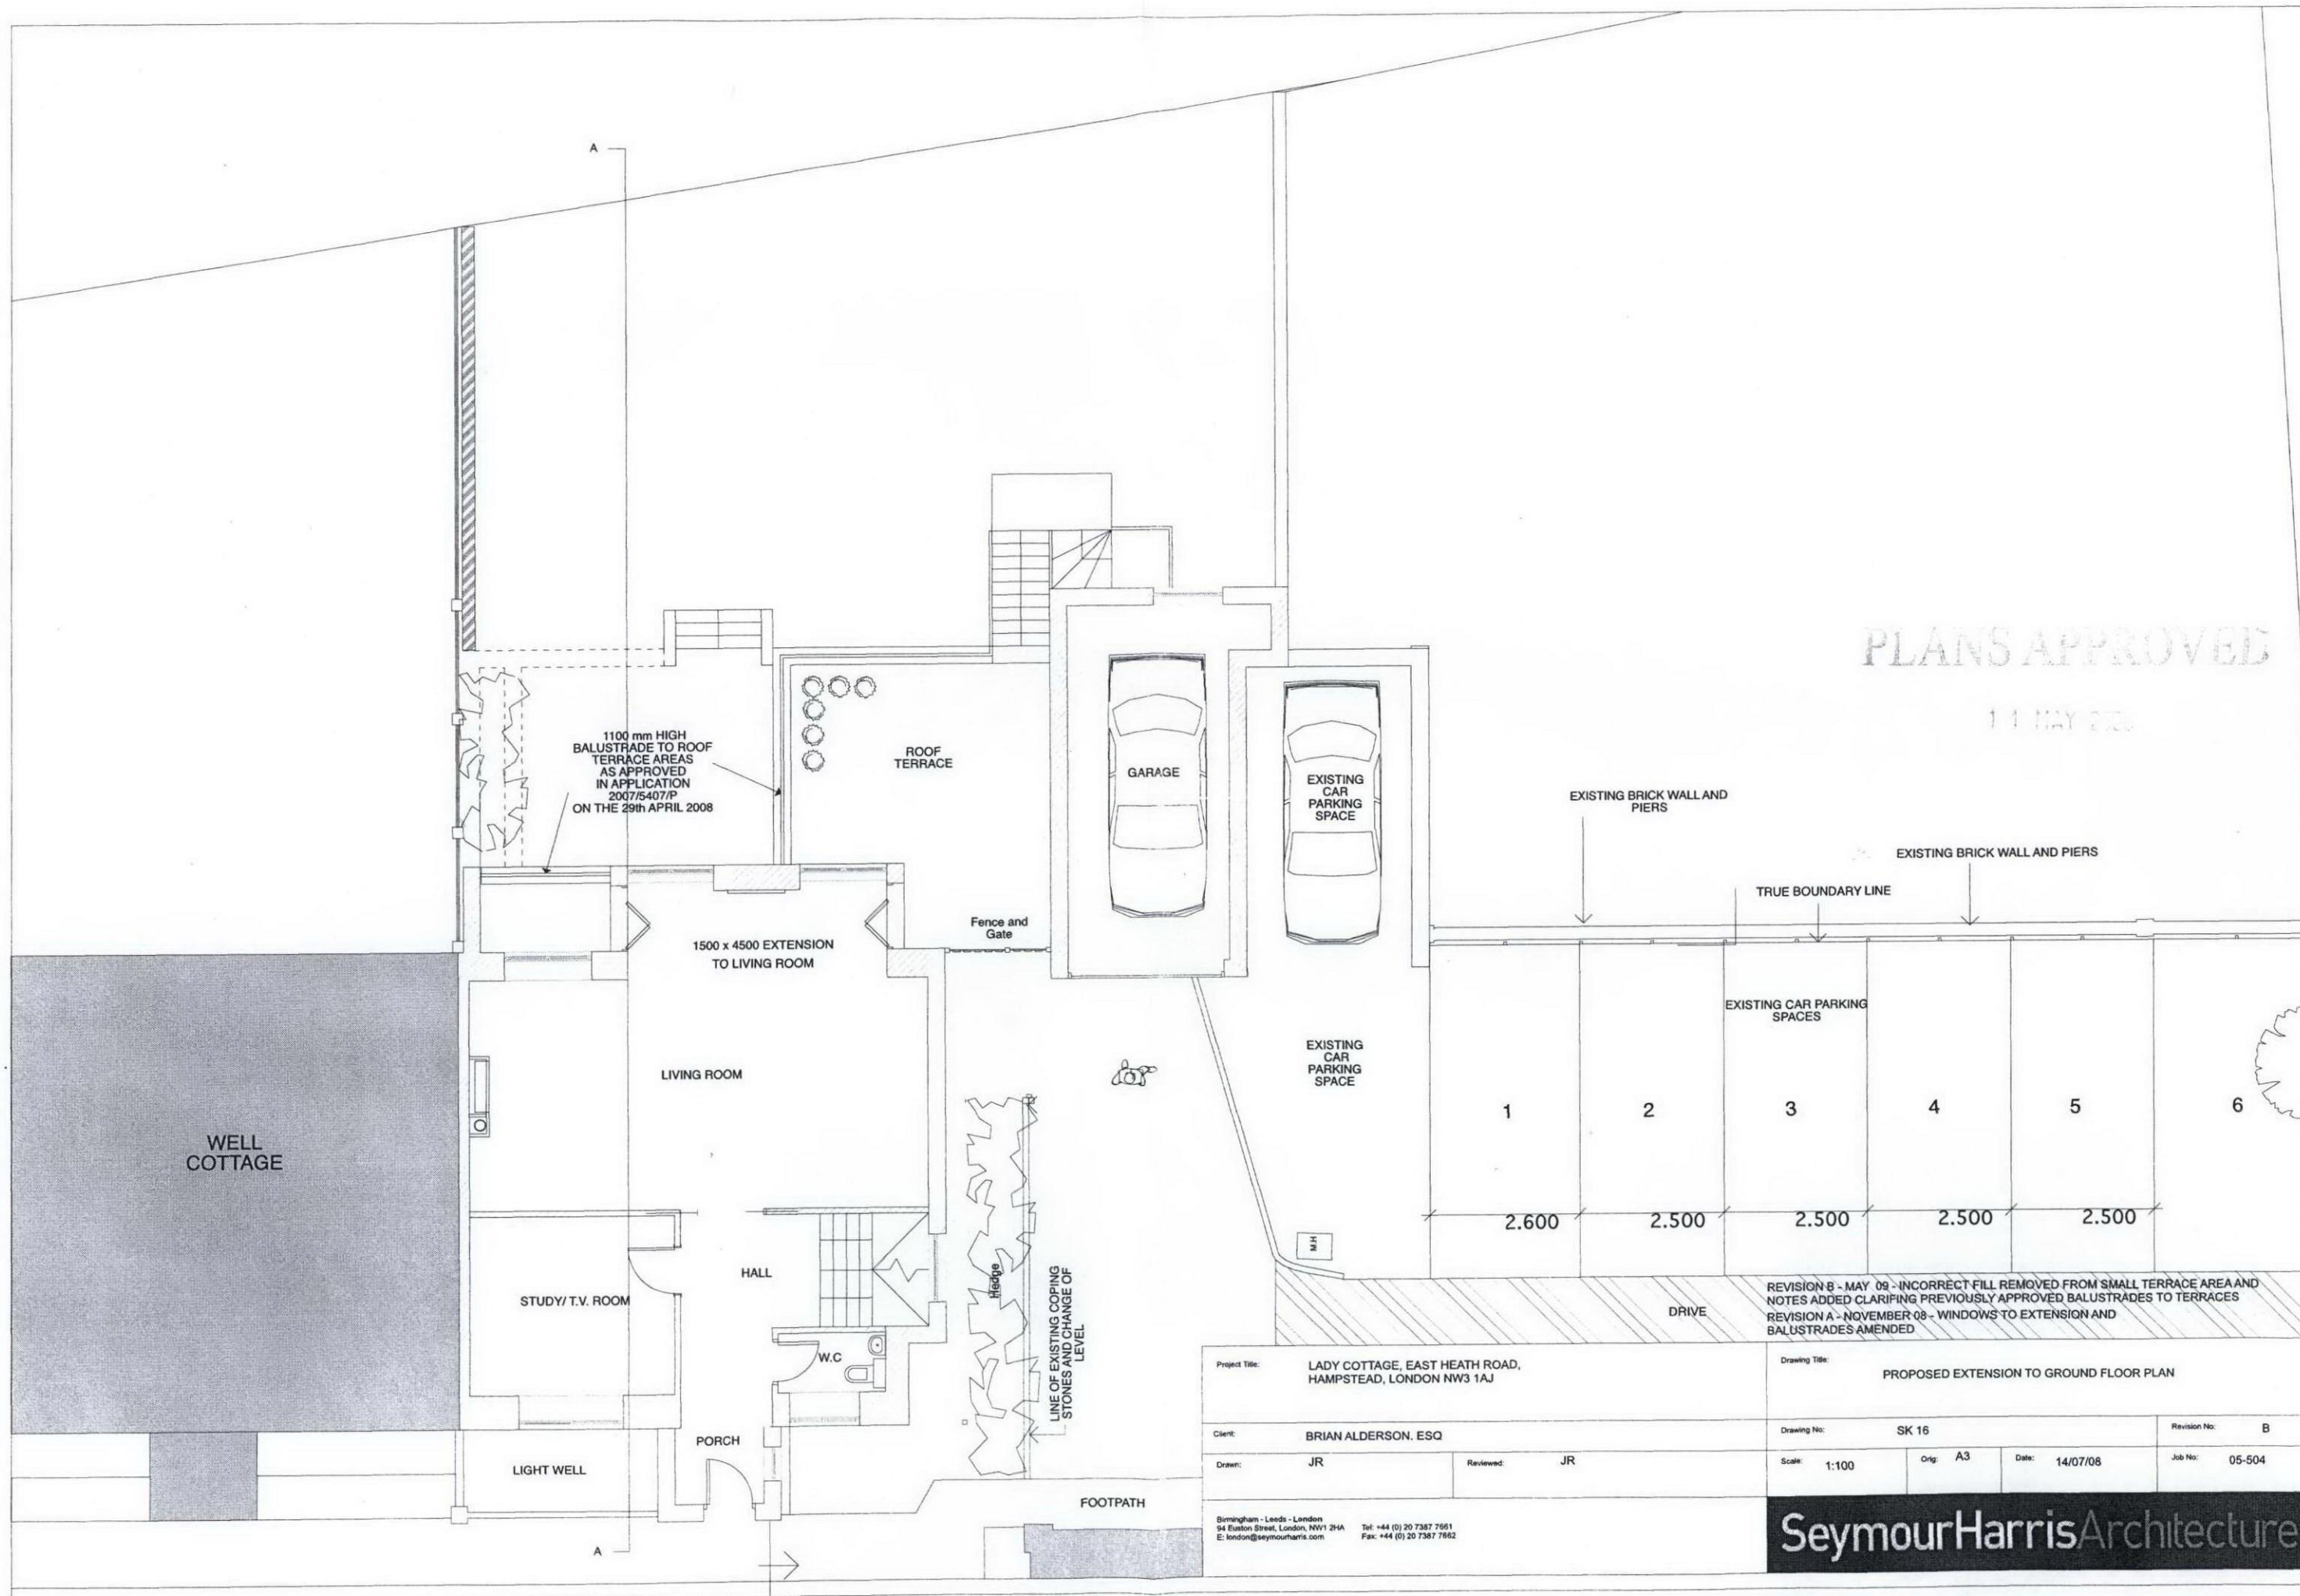 A
PLANS APPROVED
11 MAY
1100 mm HIGH
BALUSTRADE TO ROOF
TERRACE AREAS
AS APPROVED
IN APPLICATION
2007/5407/P
ON THE 29th APRIL 2008
ROOF
TERRACE
GARAGE
EXISTING
CAR
PARKING
SPACE
EXISTING BRICK WALL AND
PIERS
EXISTING BRICK WALL AND PIERS
TRUE BOUNDARY LINE
Fence and
Gate
1500 x 4500 EXTENSION
TO LIVING ROOM
EXISTING CAR PARKING
SPACES
EXISTING
CAR
PARKING
SPACE
LIVING ROOM
WELL
COTTAGE
1
2
3
4
5
6
2.600
2.500
2.500
2.500
2.500
M.H
HALL
STUDY/ T.V. ROOM
Hedge
LINE OF EXISTING COPING
STONES AND CHANGE OF
LEVEL
W.C
PORCH
LIGHT WELL
FOOTPATH
A
DRIVE
REVISION B - MAY 09 - INCORRECT FILL REMOVED FROM SMALL TERRACE AREA AND
NOTES ADDED CLARIFING PREVIOUSLY APPROVED BALUSTRADES TO TERRACES
REVISION A - NOVEMBER 08 - WINDOWS TO EXTENSION AND
BALUSTRADES AMENDED
Project Title:
LADY COTTAGE, EAST HEATH ROAD,
HAMPSTEAD, LONDON NW3 1AJ
Drawing Title:
PROPOSED EXTENSION TO GROUND FLOOR PLAN
Client: BRIAN ALDERSON. ESQ
Drawing No: SK 16
Revision No: B
Drawn: JR
Reviewed: JR
Scale: 1:100
Orig: A3
Date: 14/07/08
Job No: 05-504
Birmingham - Leeds - London
94 Euston Street, London, NW1 2HA Tel: +44 (0) 20 7387 7661
E: london@seymourharris.com Fax: +44 (0) 20 7387 7662
SeymourHarrisArchitecture